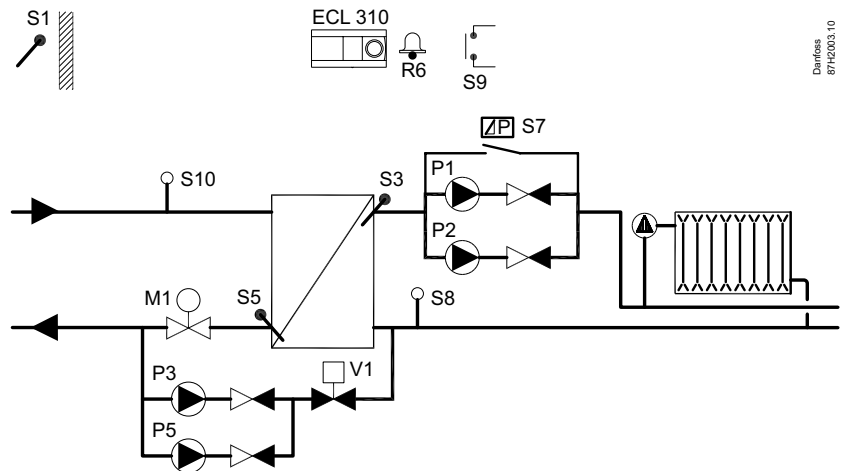 S1
ECL 310
R6
S9
Danfoss
87H2003.10
S10
S3
P1
P2
P S7
M1
S5
S8
P3
V1
P5